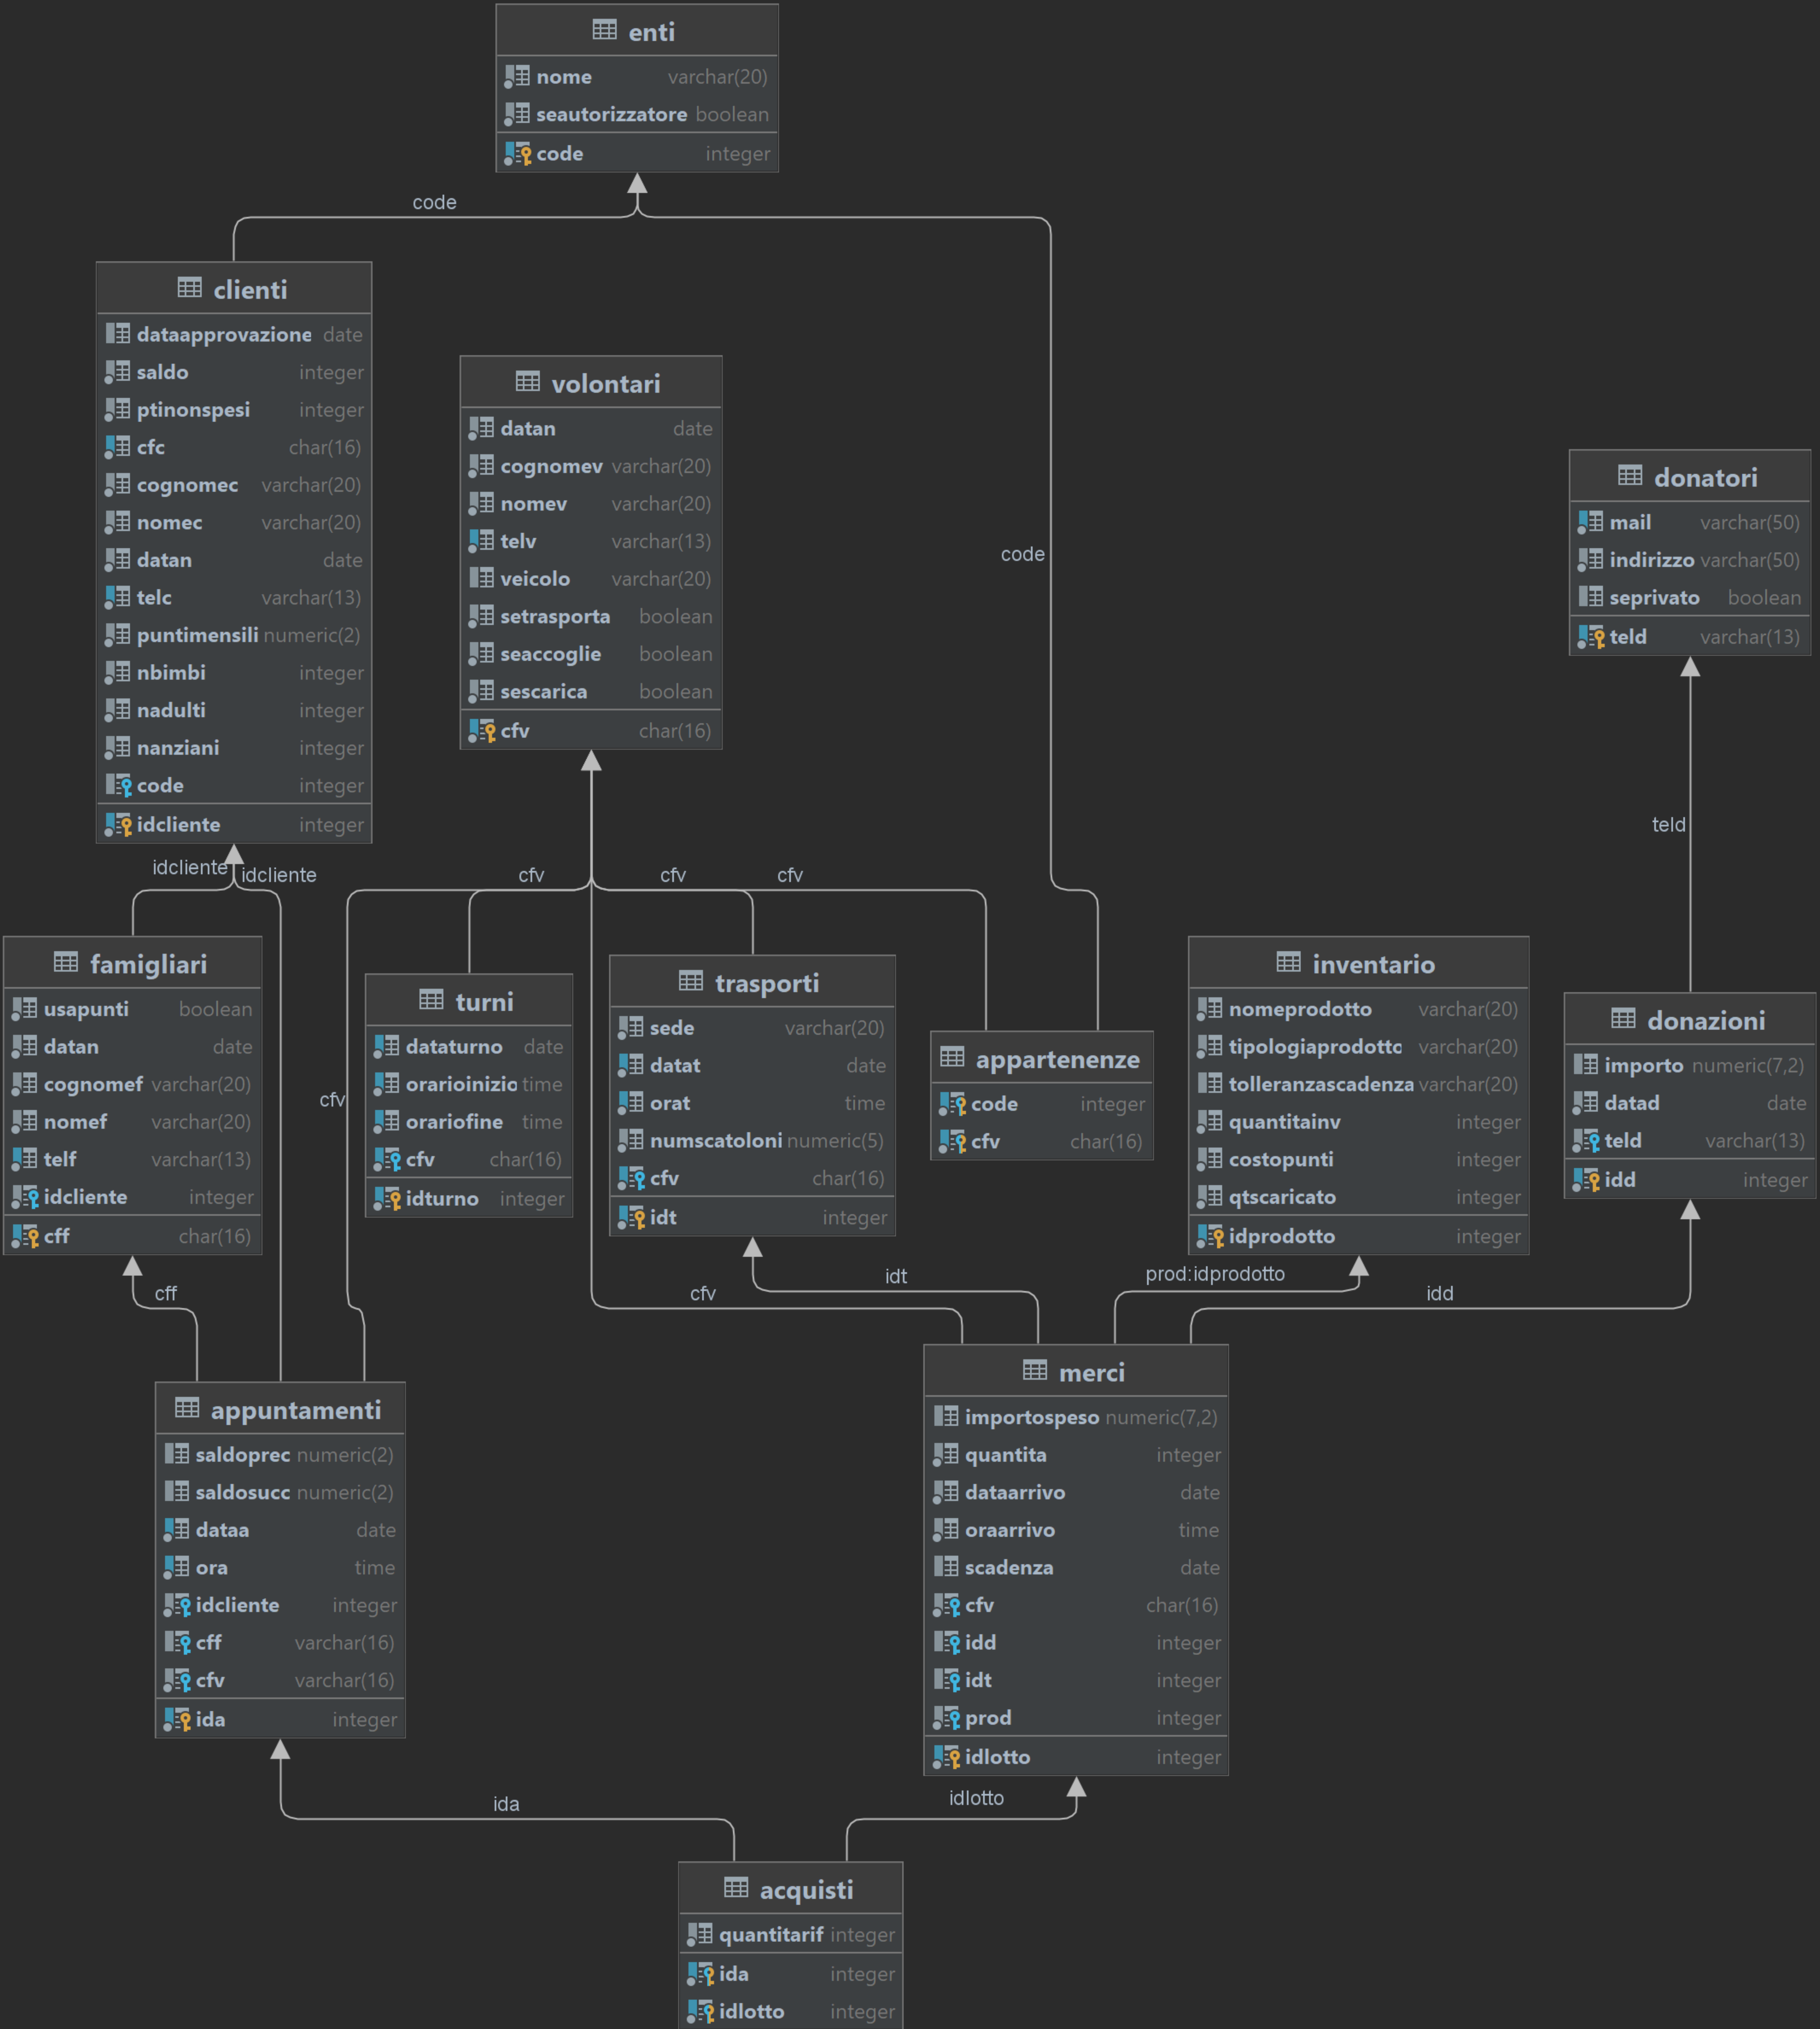 enti
nome varchar(20)
seautorizzatore boolean
code integer
code
clienti
dataapprovazione date
saldo integer
ptinonspesi integer
cfc char(16)
cognomec varchar(20)
nomec varchar(20)
datan date
telc varchar(13)
puntimensili numeric(2)
nbimbi integer
nadulti integer
nanziani integer
code integer
idcliente integer
volontari
datan date
cognomev varchar(20)
nomev varchar(20)
telv varchar(13)
veicolo varchar(20)
setrasporta boolean
seaccoglie boolean
sescarica boolean
cfv char(16)
code
donatori
mail varchar(50)
indirizzo varchar(50)
seprivato boolean
teld varchar(13)
teld
idcliente
idcliente
cfv
cfv
cfv
famigliari
usapunti boolean
datan date
cognomef varchar(20)
nomef varchar(20)
telf varchar(13)
idcliente integer
cff char(16)
cfv
turni
dataturno date
orarioinizio time
orariofine time
cfv char(16)
idturno integer
trasporti
sede varchar(20)
datat date
orat time
numscatoloni numeric(5)
cfv char(16)
idt integer
appartenenze
code integer
cfv char(16)
inventario
nomeprodotto varchar(20)
tipologiaprodotto varchar(20)
tolleranzascadenza varchar(20)
quantitainv integer
costopunti integer
qtscaricato integer
idprodotto integer
donazioni
importo numeric(7,2)
datad date
teld varchar(13)
idd integer
cff
cfv
idt
prod:idprodotto
idd
appuntamenti
saldoprec numeric(2)
saldosucc numeric(2)
dataa date
ora time
idcliente integer
cff varchar(16)
cfv varchar(16)
ida integer
merci
importospeso numeric(7,2)
quantita integer
dataarrivo date
oraarrivo time
scadenza date
cfv char(16)
idd integer
idt integer
prod integer
idlotto integer
ida
idlotto
acquisti
quantitarif integer
ida integer
idlotto integer